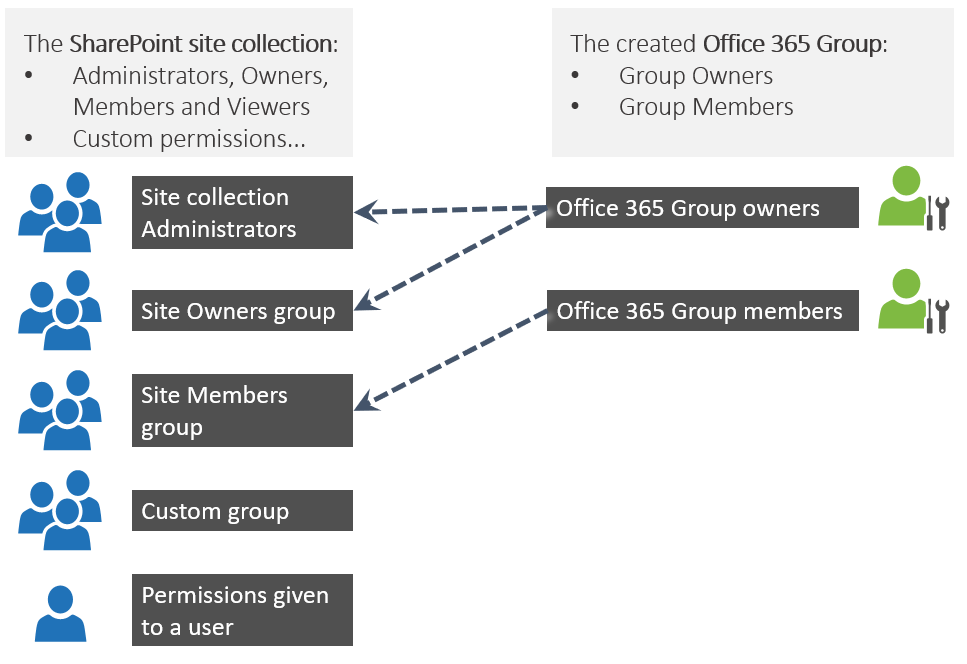 The SharePoint site collection:
• Administrators, Owners,
Members and Viewers
• Custom permissions...
The created Office 365 Group:
• Group Owners
• Group Members
Site collection
Administrators
Office 365 Group owners
Site Owners group
Office 365 Group members
Site Members
group
Custom group
Permissions given
to a user